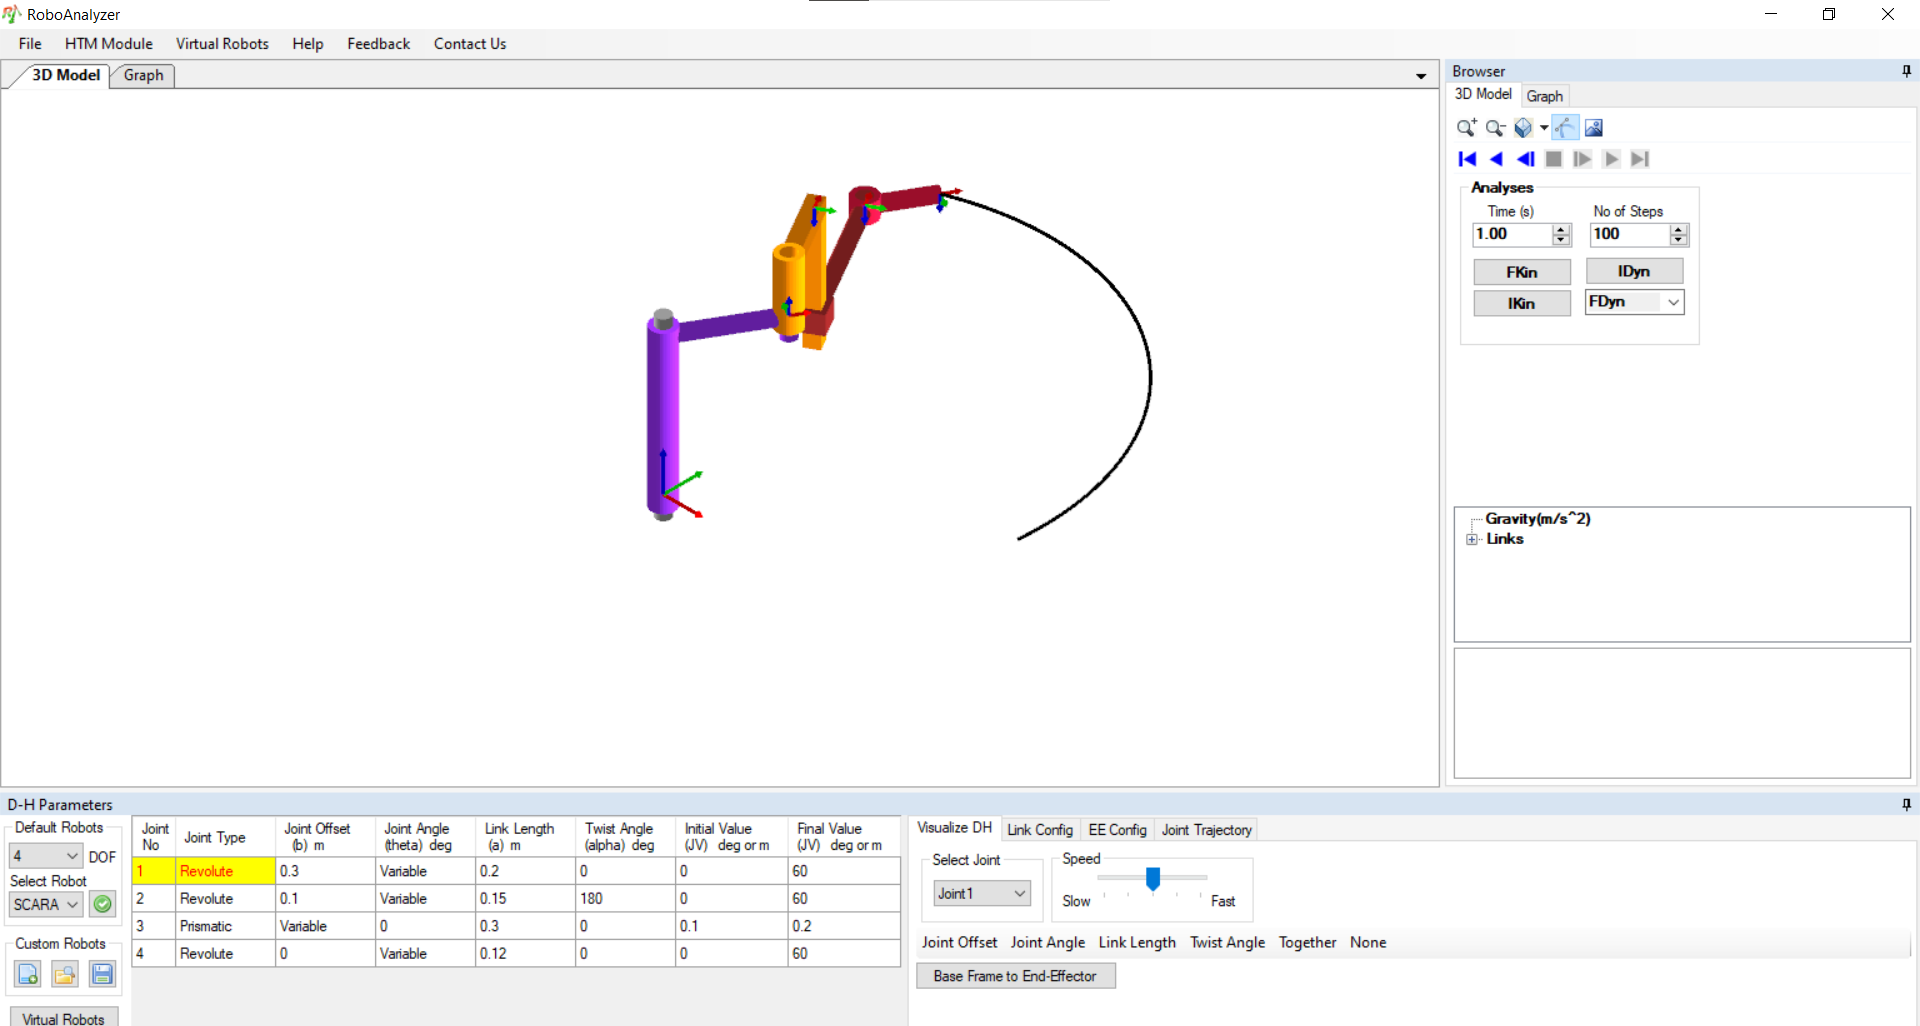 RoboAnalyzer
File HTM Module Virtual Robots Help Feedback Contact Us
3D Model Graph
Browser
3D Model Graph
Analyses
Time (s) No of Steps
1.00 100
FKin IDyn
IKin FDyn
Gravity(m/s^2)
Links
D-H Parameters
Default Robots
4 DOF
Select Robot
SCARA
Custom Robots
Virtual Robots
Joint No Joint Type Joint Offset (b) m Joint Angle (theta) deg Link Length (a) m Twist Angle (alpha) deg Initial Value (JV) deg or m Final Value (JV) deg or m
1 Revolute 0.3 Variable 0.2 0 0 60
2 Revolute 0.1 Variable 0.15 180 0 60
3 Prismatic Variable 0 0.3 0 0.1 0.2
4 Revolute 0 Variable 0.12 0 0 60
Visualize DH Link Config EE Config Joint Trajectory
Select Joint
Joint1
Speed
Slow Fast
Joint Offset Joint Angle Link Length Twist Angle Together None
Base Frame to End-Effector